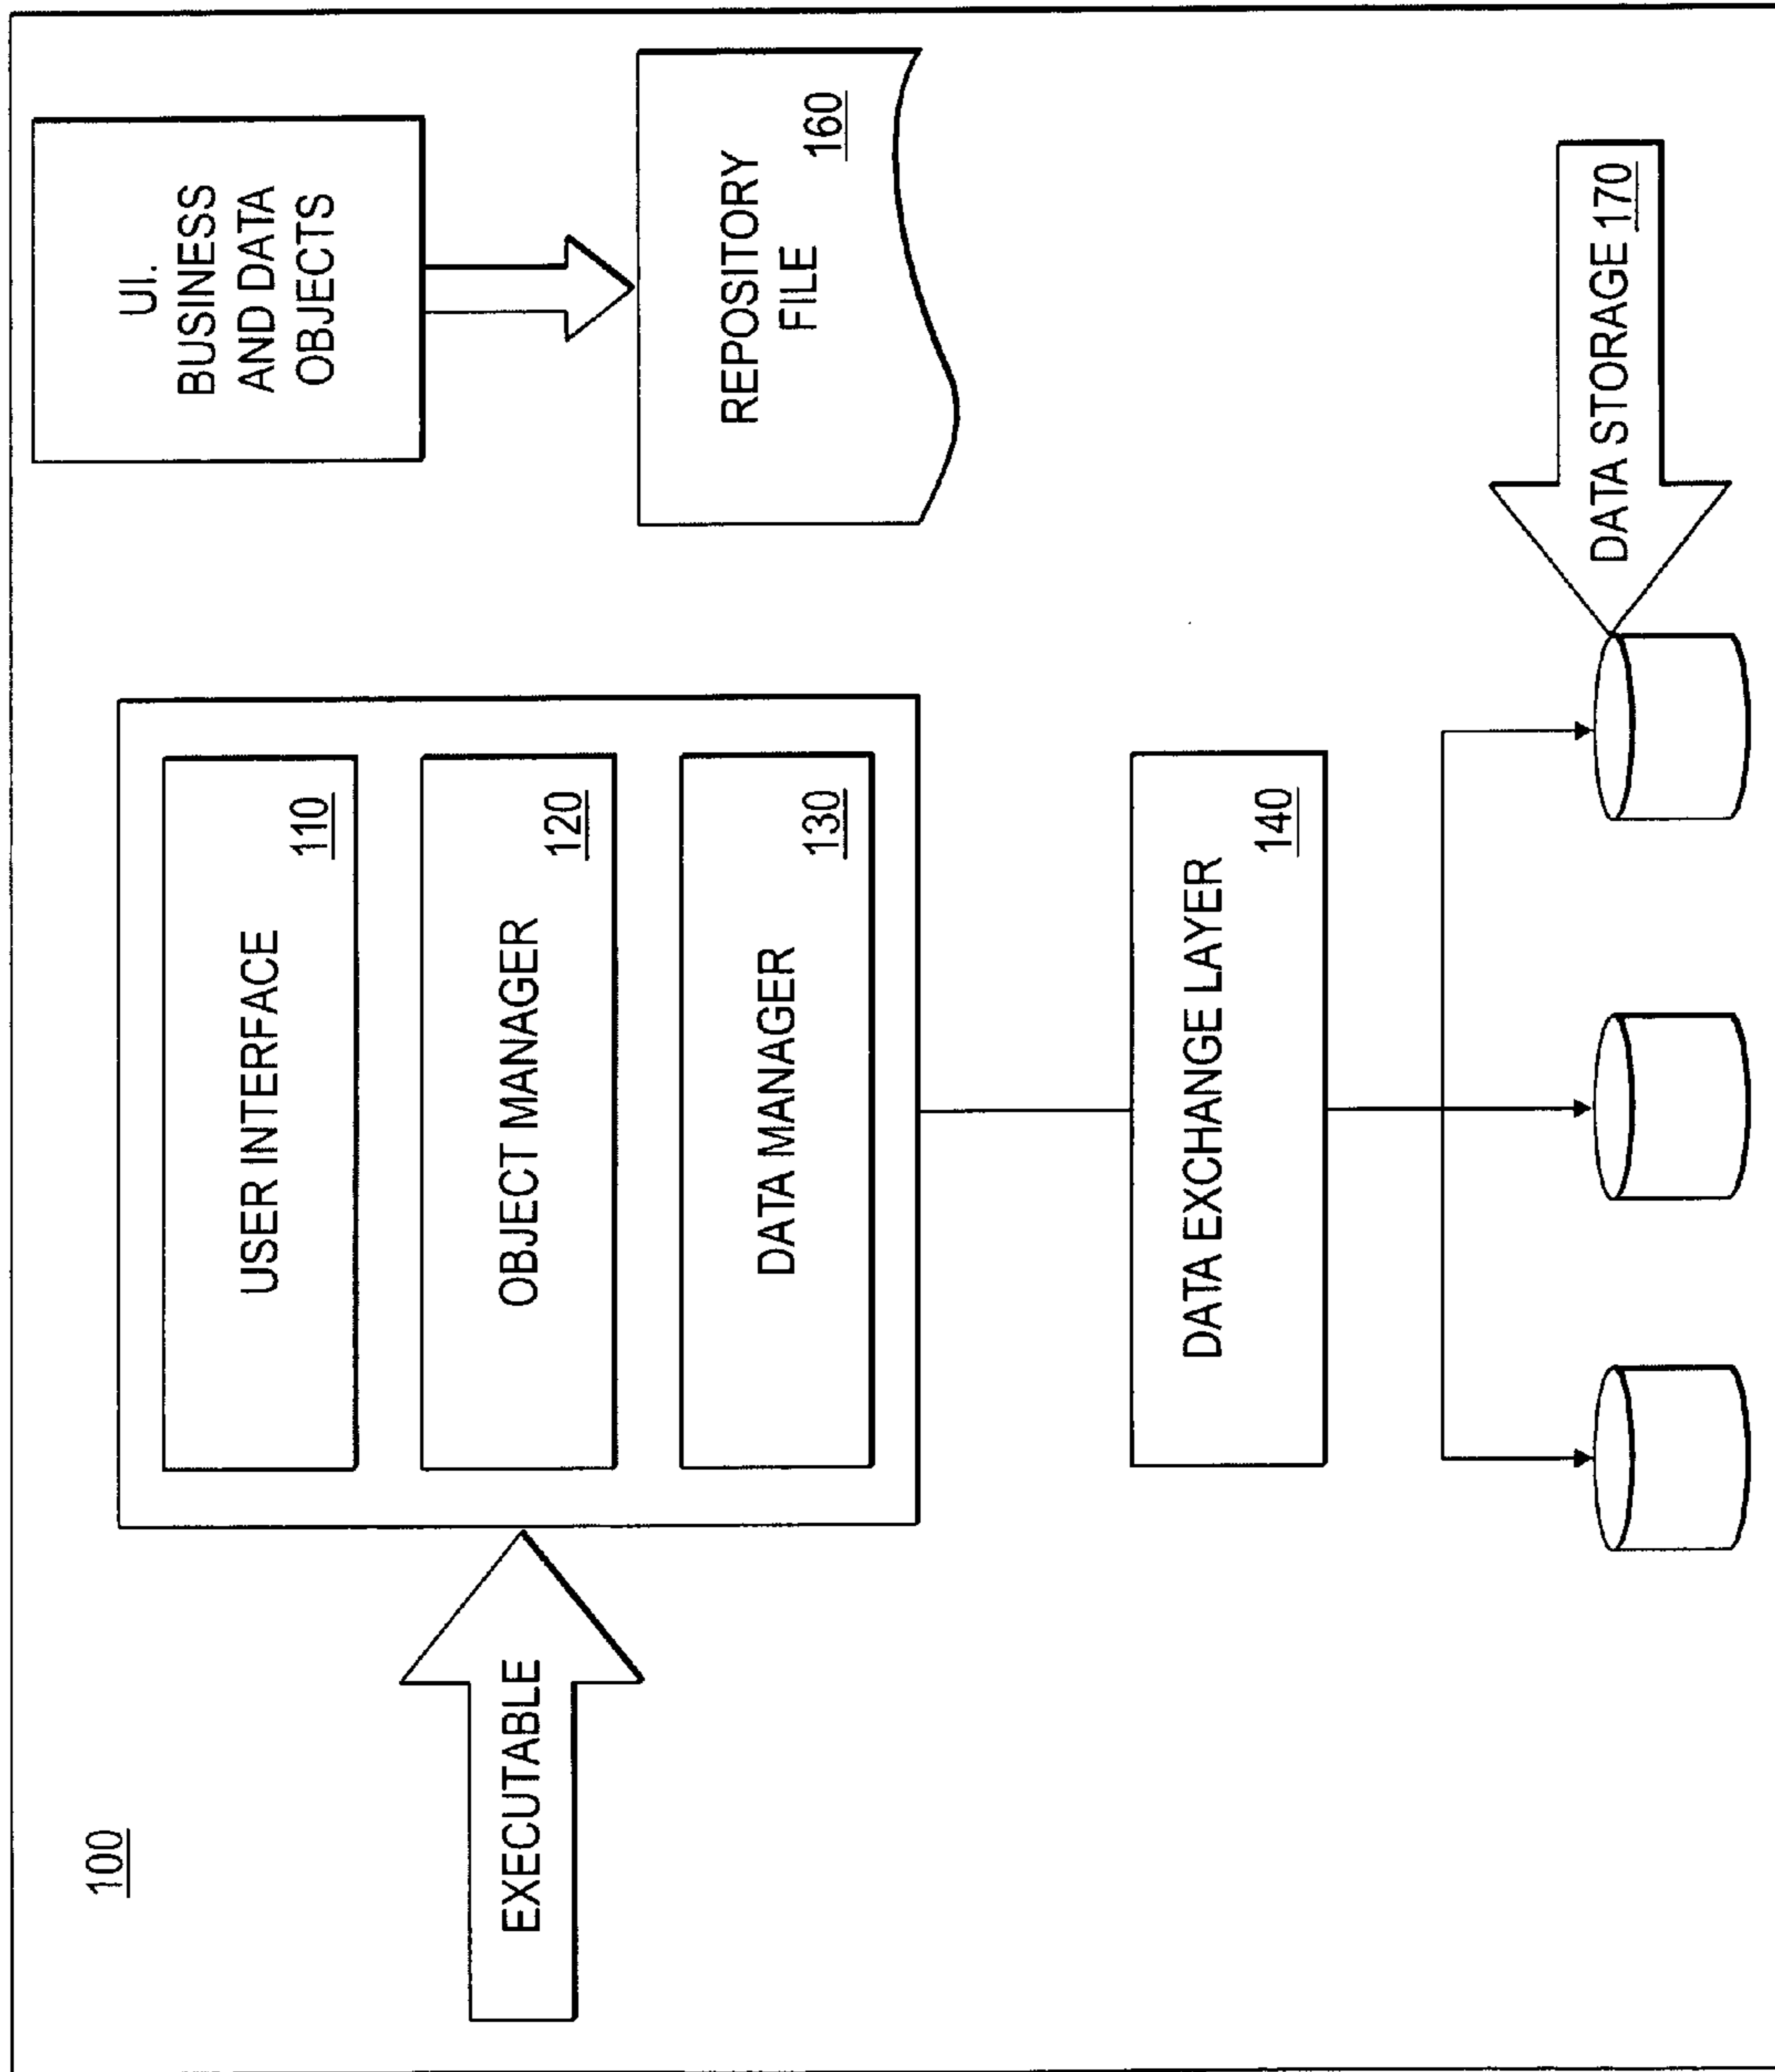 100
EXECUTABLE
USER INTERFACE
110
OBJECT MANAGER
120
DATA MANAGER
130
DATA EXCHANGE LAYER
140
UI.
BUSINESS
AND DATA
OBJECTS
REPOSITORY
FILE
160
DATA STORAGE 170